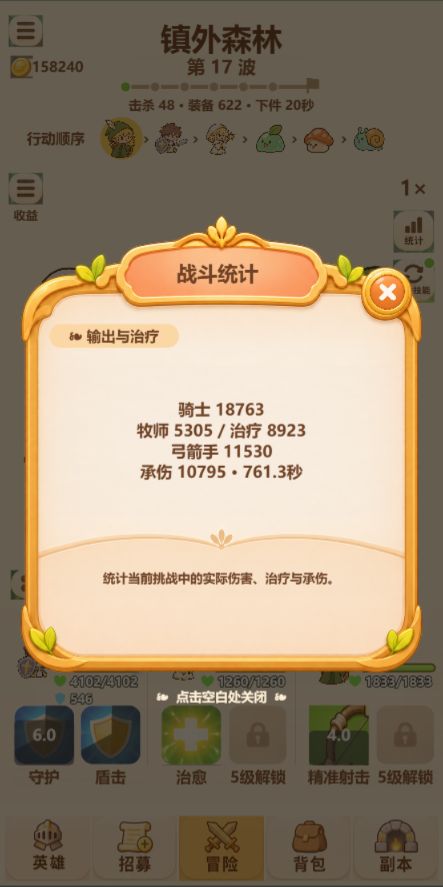 镇外森林
158240
第 17 波
击杀 48 · 装备 622 · 下件 20秒
行动顺序
收益
1×
统计
技能
战斗统计
输出与治疗
骑士 18763
牧师 5305 / 治疗 8923
弓箭手 11530
承伤 10795 · 761.3秒
统计当前挑战中的实际伤害、治疗与承伤。
4102/4102
1260/1260
1833/1833
546
点击空白处关闭
6.0
4.0
守护
盾击
治愈
5级解锁
精准射击
5级解锁
英雄
招募
冒险
背包
副本